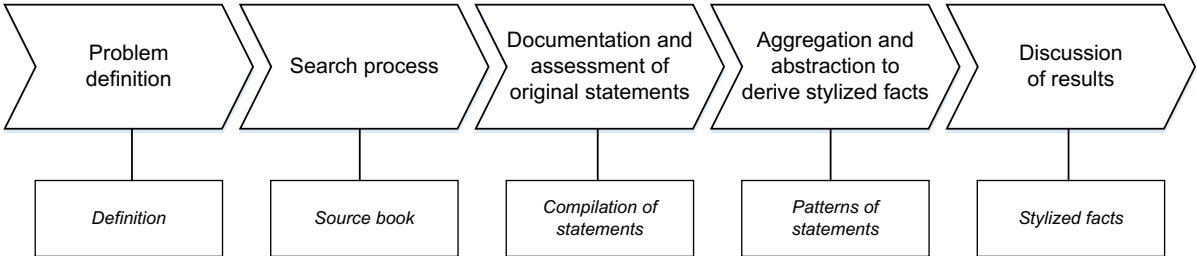 Problem
definition
Search process
Documentation and
assessment of
original statements
Aggregation and
abstraction to
derive stylized facts
Discussion
of results
Definition
Source book
Compilation of
statements
Patterns of
statements
Stylized facts